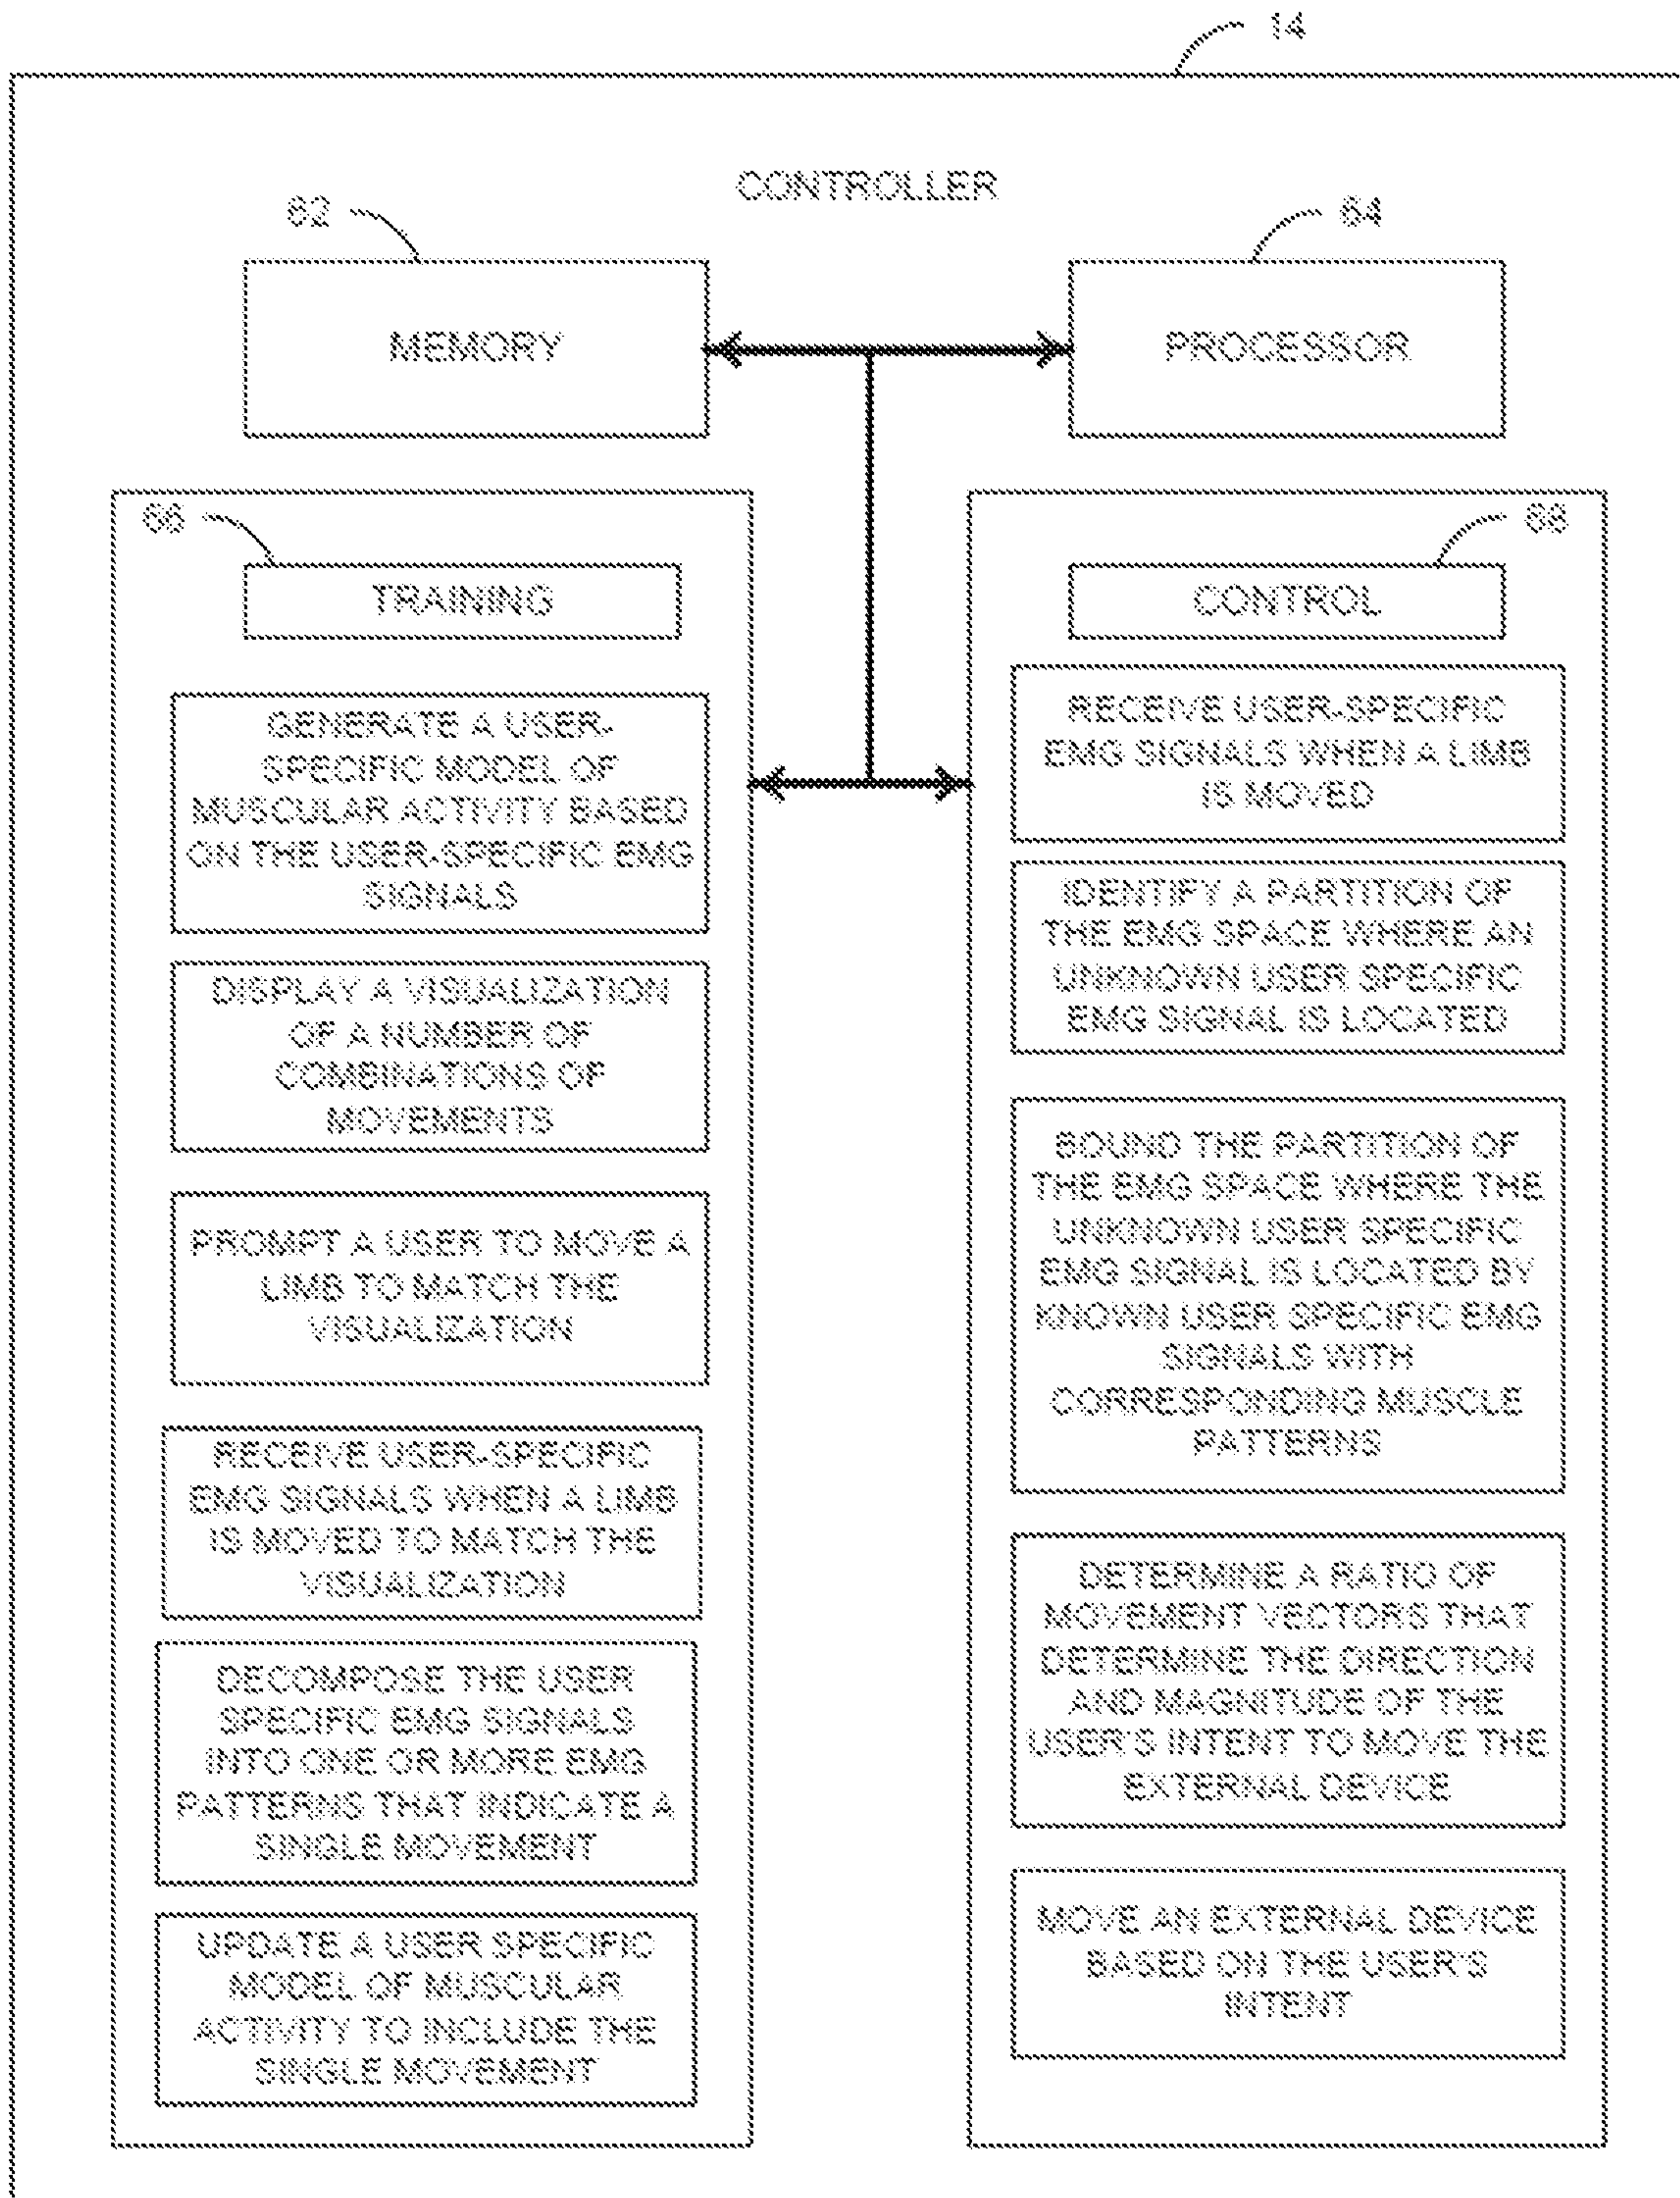 14
CONTROLLER
62
64
MEMORY
PROCESSOR
66
TRAINING
GENERATE A USER-
SPECIFIC MODEL OF
MUSCULAR ACTIVITY BASED
ON THE USER-SPECIFIC EMG
SIGNALS
DISPLAY A VISUALIZATION
OF A NUMBER OF
COMBINATIONS OF
MOVEMENTS
PROMPT A USER TO MOVE A
LIMB TO MATCH THE
VISUALIZATION
RECEIVE USER-SPECIFIC
EMG SIGNALS WHEN A LIMB
IS MOVED TO MATCH THE
VISUALIZATION
DECOMPOSE THE USER
SPECIFIC EMG SIGNALS
INTO ONE OR MORE EMG
PATTERNS THAT INDICATE A
SINGLE MOVEMENT
UPDATE A USER SPECIFIC
MODEL OF MUSCULAR
ACTIVITY TO INCLUDE THE
SINGLE MOVEMENT
68
CONTROL
RECEIVE USER-SPECIFIC
EMG SIGNALS WHEN A LIMB
IS MOVED
IDENTIFY A PARTITION OF
THE EMG SPACE WHERE AN
UNKNOWN USER SPECIFIC
EMG SIGNAL IS LOCATED
BOUND THE PARTITION OF
THE EMG SPACE WHERE THE
UNKNOWN USER SPECIFIC
EMG SIGNAL IS LOCATED BY
KNOWN USER SPECIFIC EMG
SIGNALS WITH
CORRESPONDING MUSCLE
PATTERNS
DETERMINE A RATIO OF
MOVEMENT VECTORS THAT
DETERMINE THE DIRECTION
AND MAGNITUDE OF THE
USER'S INTENT TO MOVE THE
EXTERNAL DEVICE
MOVE AN EXTERNAL DEVICE
BASED ON THE USER'S
INTENT